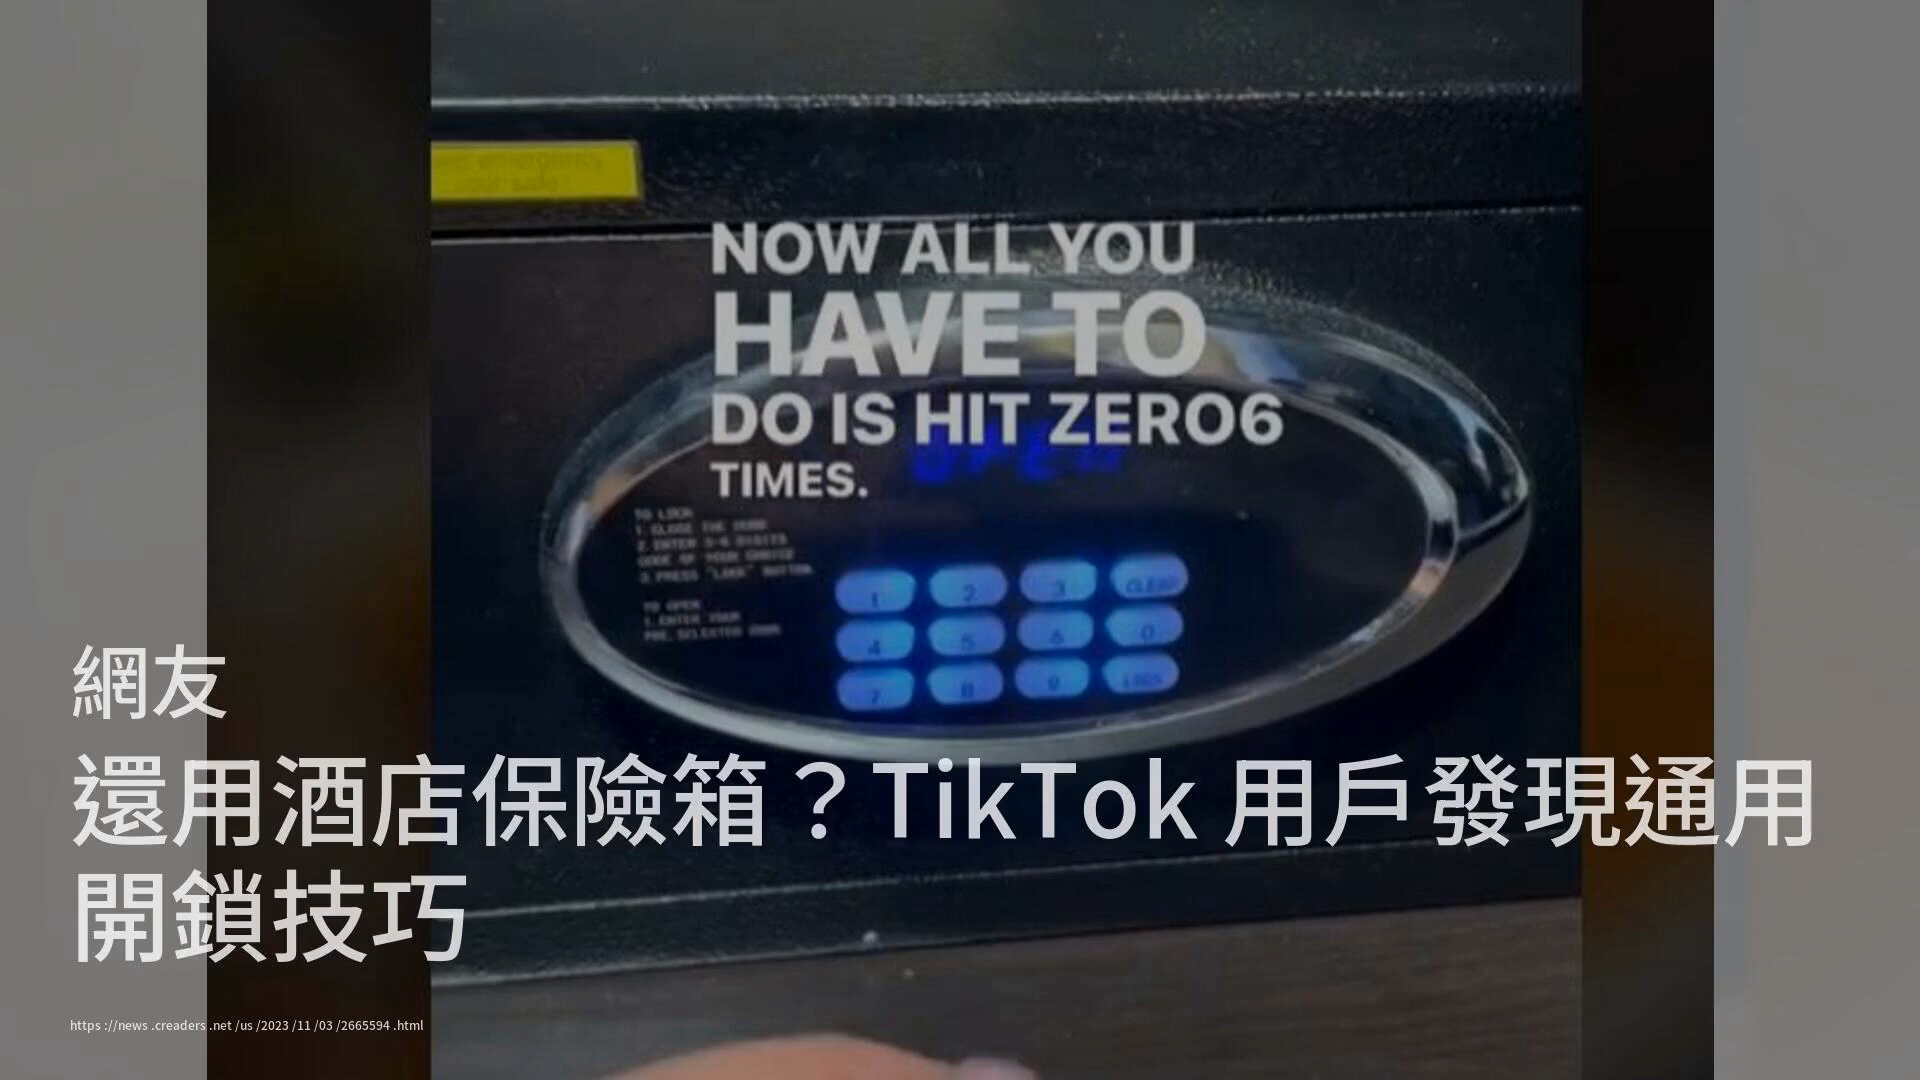 NOW ALL YOU
HAVE TO
DO IS HIT ZERO6
TIMES.
OPEN
TO LOCK
1. CLOSE THE DOOR
2. ENTER 3-6 DIGITS
CODE OF YOUR CHOICE
3. PRESS "LOCK" BUTTON
TO OPEN
1. ENTER YOUR
PRE. SELECTED
1 2 3 CLEAR
4 5 6 0
7 8 9 LOCK
網友
還用酒店保險箱？TikTok 用戶發現通用
開鎖技巧
https ://news .creaders .net /us /2023 /11 /03 /2665594 .html